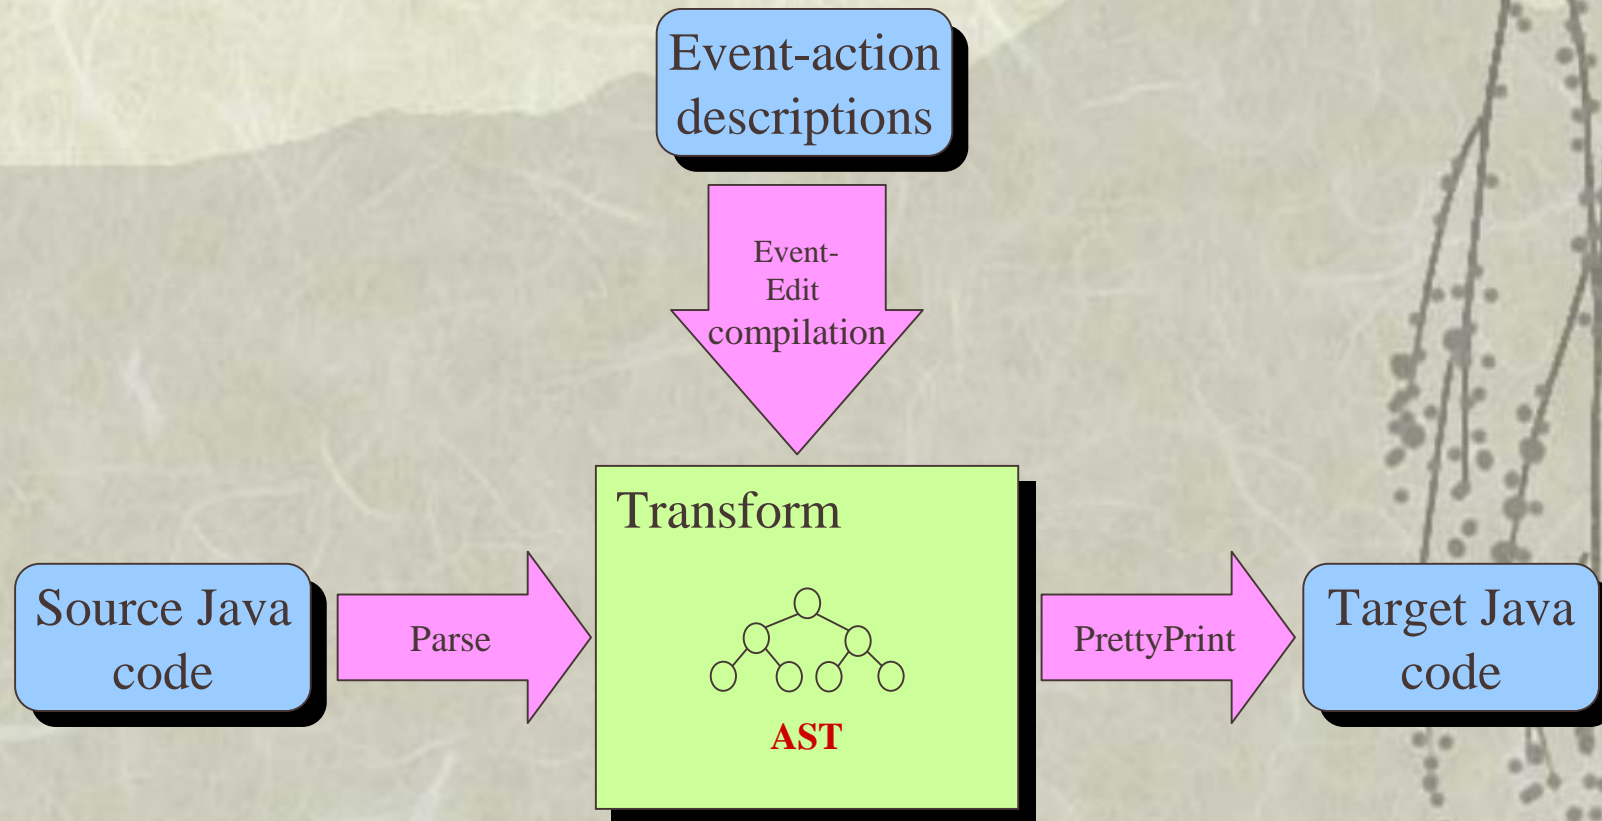 Event-action
descriptions
Event-
Edit
compilation
Transform
Source Java
code
Parse
AST
PrettyPrint
Target Java
code